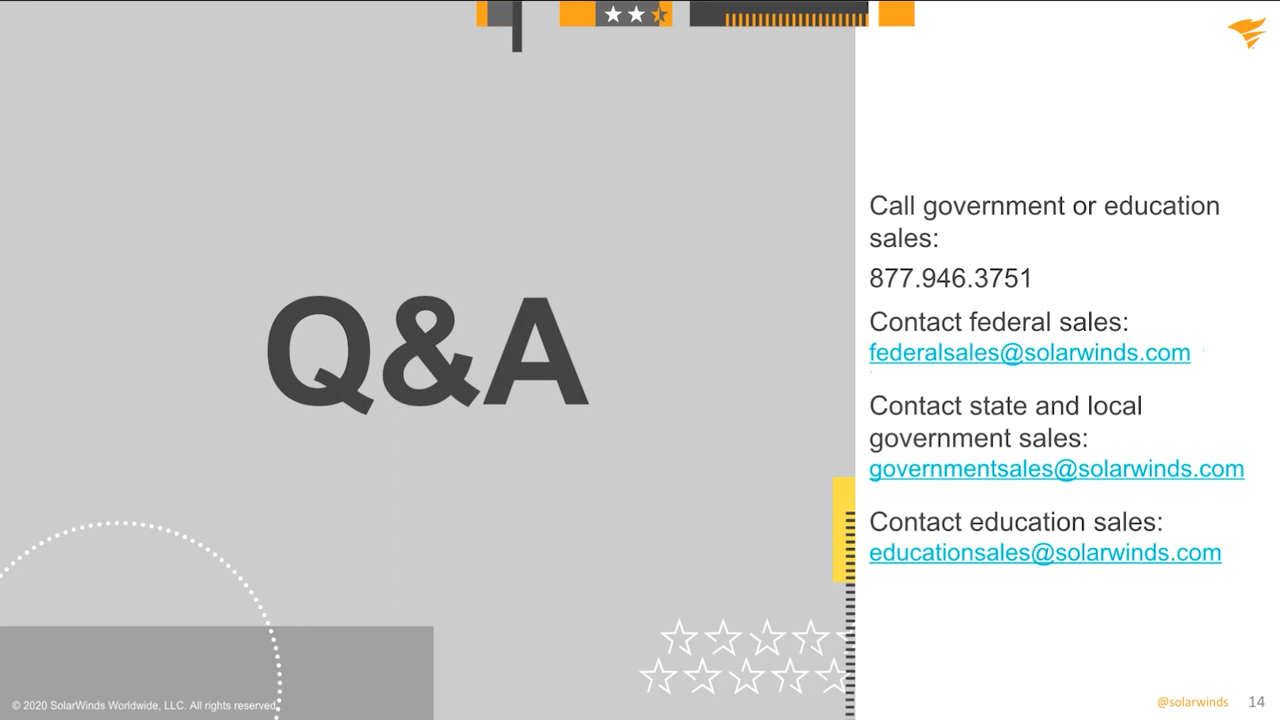 Q&A
Call government or education
sales:
877.946.3751
Contact federal sales:
federalsales@solarwinds.com
Contact state and local
government sales:
governmentsales@solarwinds.com
Contact education sales:
educationsales@solarwinds.com
© 2020 SolarWinds Worldwide, LLC. All rights reserved.
@solarwinds 14